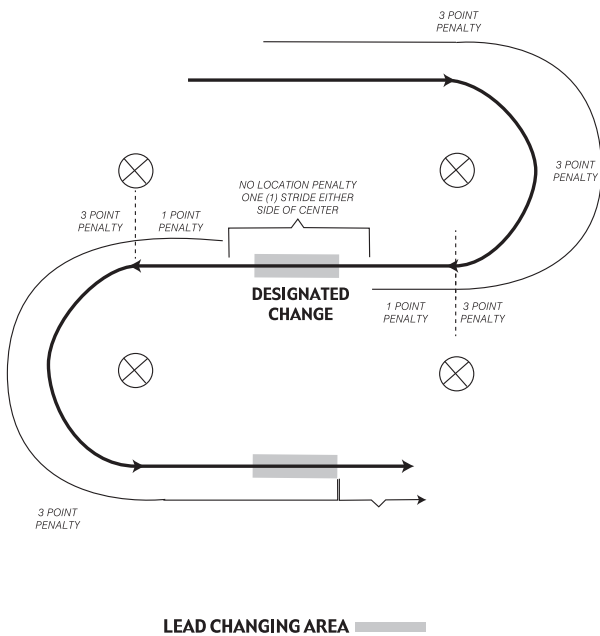 3 POINT
PENALTY
3 POINT
PENALTY
NO LOCATION PENALTY
ONE (1) STRIDE EITHER
SIDE OF CENTER
3 POINT
PENALTY
1 POINT
PENALTY
DESIGNATED
CHANGE
1 POINT
PENALTY
3 POINT
PENALTY
3 POINT
PENALTY
LEAD CHANGING AREA